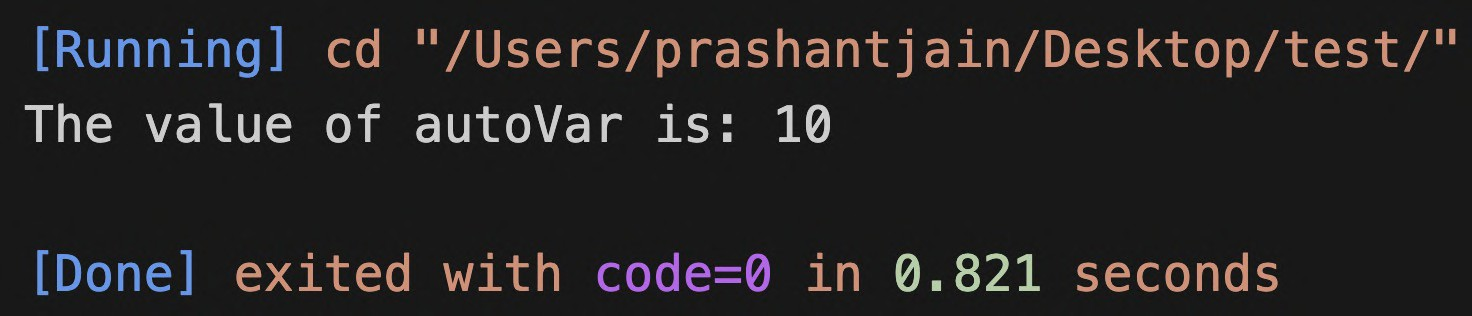 [Running] cd "/Users/prashantjain/Desktop/test/"
The value of autoVar is: 10
[Done] exited with code=0 in 0.821 seconds